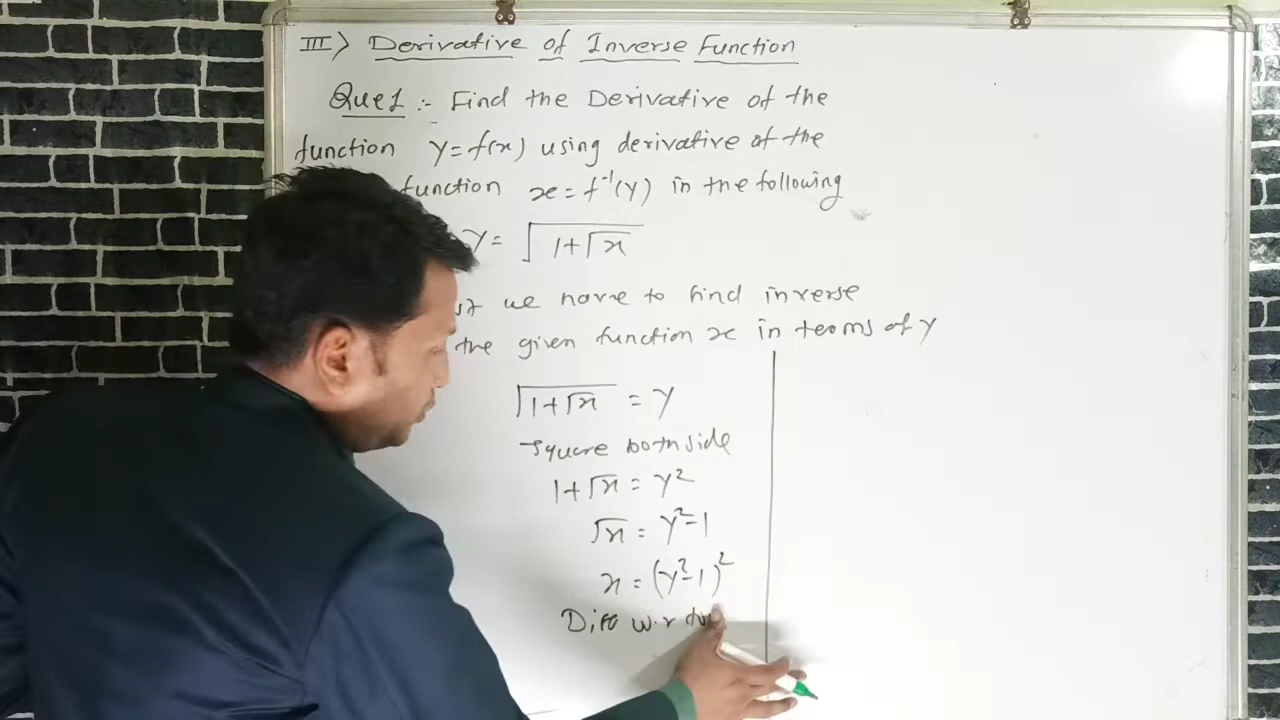 III) Derivative of Inverse Function
Que1 :- Find the Derivative of the
function y=f(x) using derivative of the
function x=f⁻¹(y) in the following
y= √(1+√x)
we have to find inverse
the given function x in terms of y
√(1+√x) = y
Square both side
1+√x = y²
√x = y²-1
x = (y²-1)²
Diff w.r to